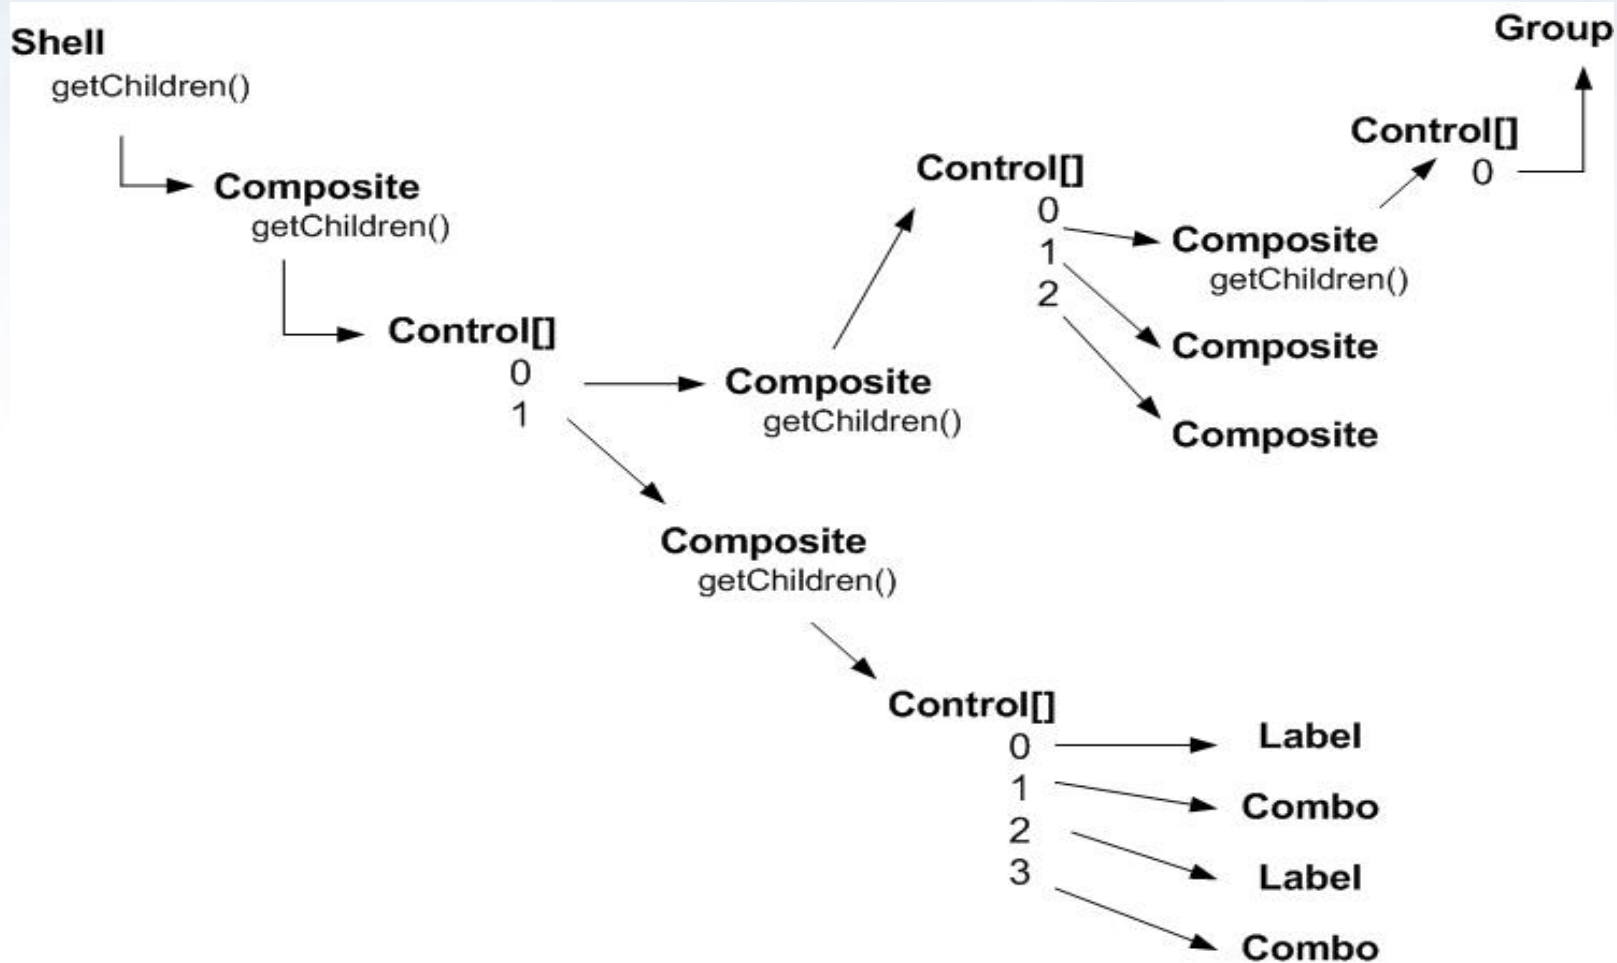 Shell
getChildren()
Composite
getChildren()
Control[]
0
1
Composite
getChildren()
Control[]
0
1
2
Composite
getChildren()
Control[]
0
Group
Composite
Composite
Composite
getChildren()
Control[]
0
Label
1
Combo
2
Label
3
Combo